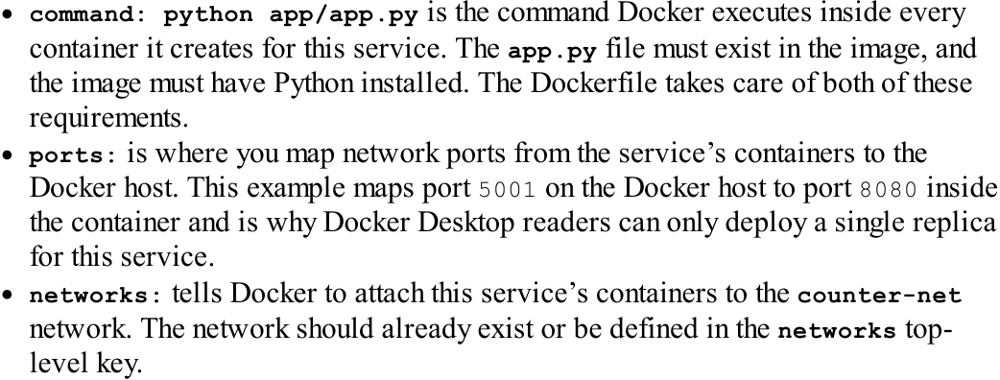 • command: python app/app.py is the command Docker executes inside every
container it creates for this service. The app.py file must exist in the image, and
the image must have Python installed. The Dockerfile takes care of both of these
requirements.
• ports: is where you map network ports from the service’s containers to the
Docker host. This example maps port 5001 on the Docker host to port 8080 inside
the container and is why Docker Desktop readers can only deploy a single replica
for this service.
• networks: tells Docker to attach this service’s containers to the counter-net
network. The network should already exist or be defined in the networks top-
level key.